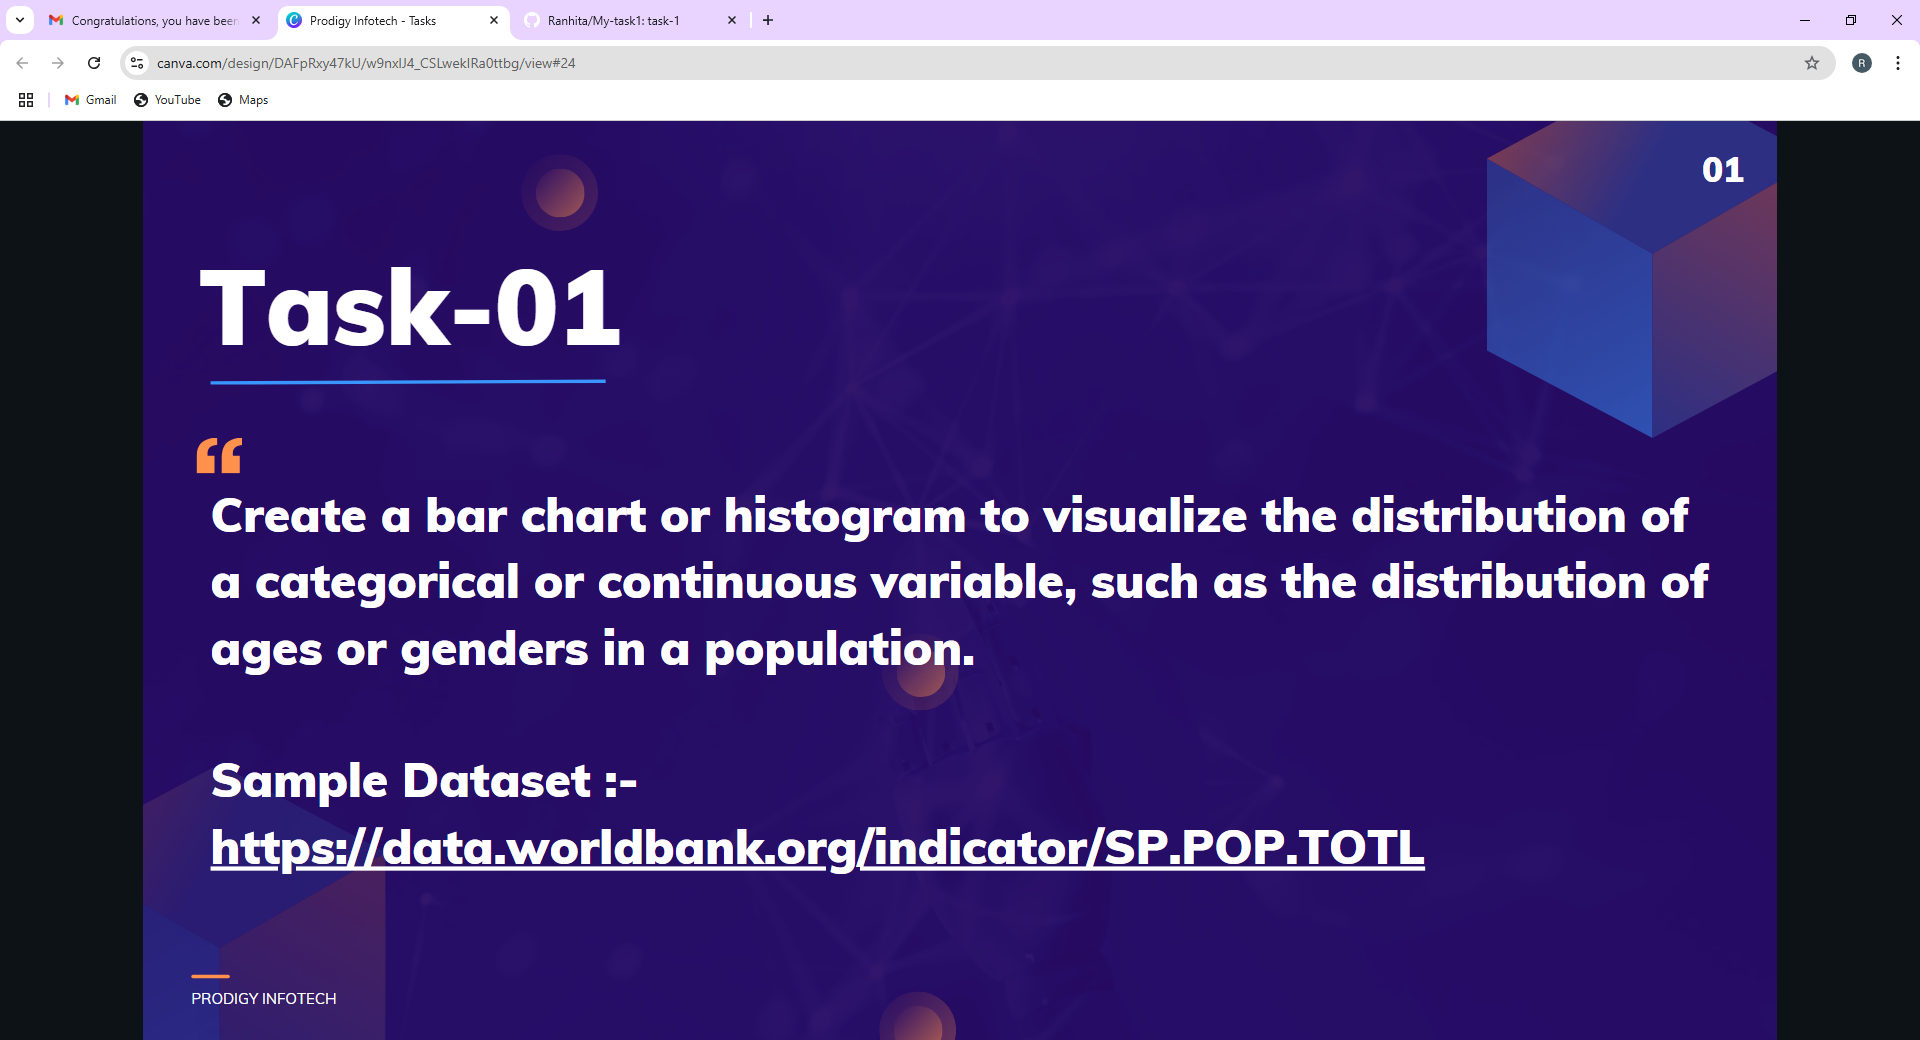 Congratulations, you have been
Prodigy Infotech - Tasks
Ranhita/My-task1: task-1
canva.com/design/DAFpRxy47kU/w9nxlJ4_CSLwekIRa0ttbg/view#24
R
Gmail
YouTube
Maps
01
Task-01
“
Create a bar chart or histogram to visualize the distribution of
a categorical or continuous variable, such as the distribution of
ages or genders in a population.
Sample Dataset :-
https://data.worldbank.org/indicator/SP.POP.TOTL
PRODIGY INFOTECH